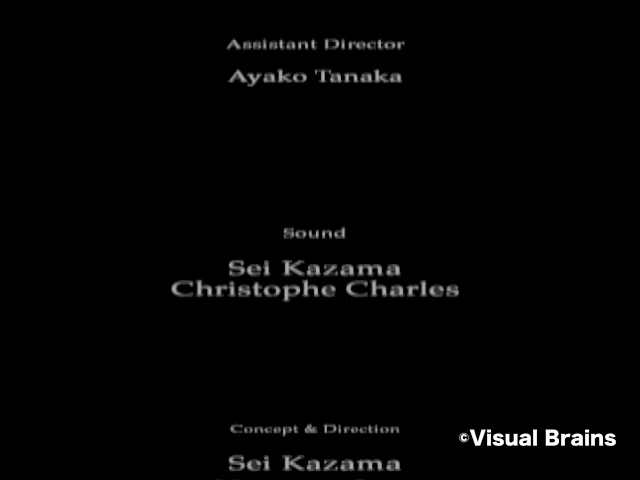 Assistant Director
Ayako Tanaka
Sound
Sei Kazama
Christophe Charles
Concept & Direction
©Visual Brains
Sei Kazama